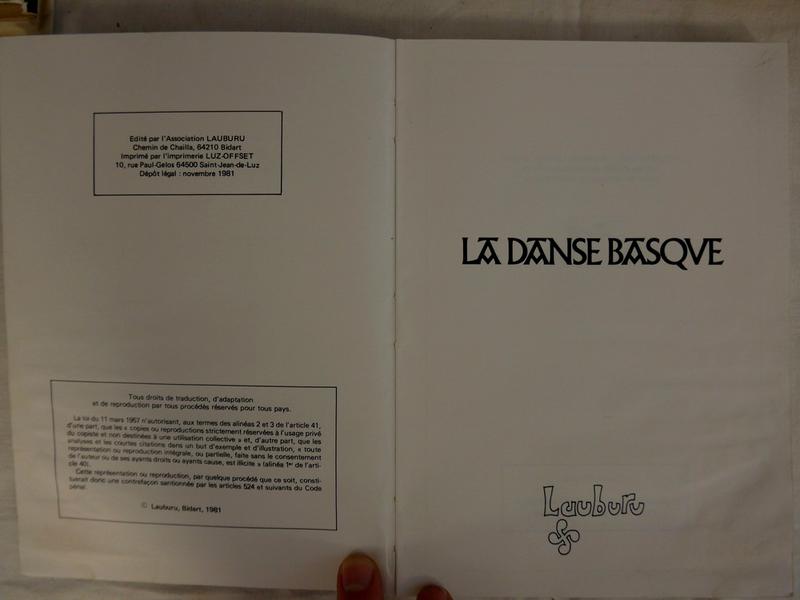 Edité par l'Association LAUBURU
Chemin de Chailla, 64210 Bidart
Imprimé par l'imprimerie LUZ-OFFSET
10, rue Paul-Gelos 64500 Saint-Jean-de-Luz
Dépôt légal : novembre 1981
Tous droits de traduction, d'adaptation
et de reproduction par tous procédés réservés pour tous pays.
La loi du 11 mars 1957 n'autorisant, aux termes des alinéas 2 et 3 de l'article 41,
d'une part, que les « copies ou reproductions strictement réservées à l'usage privé
du copiste et non destinées à une utilisation collective » et, d'autre part, que les
analyses et les courtes citations dans un but d'exemple et d'illustration, « toute
représentation ou reproduction intégrale, ou partielle, faite sans le consentement
de l'auteur ou de ses ayants droits ou ayants cause, est illicite » (alinéa 1er de l'arti-
cle 40).
Cette représentation ou reproduction, par quelque procédé que ce soit, consti-
tuerait donc une contrefaçon santionnée par les articles 524 et suivants du Code
pénal.
© Lauburu, Bidart, 1981
LA DANSE BASQVE
Lauburu